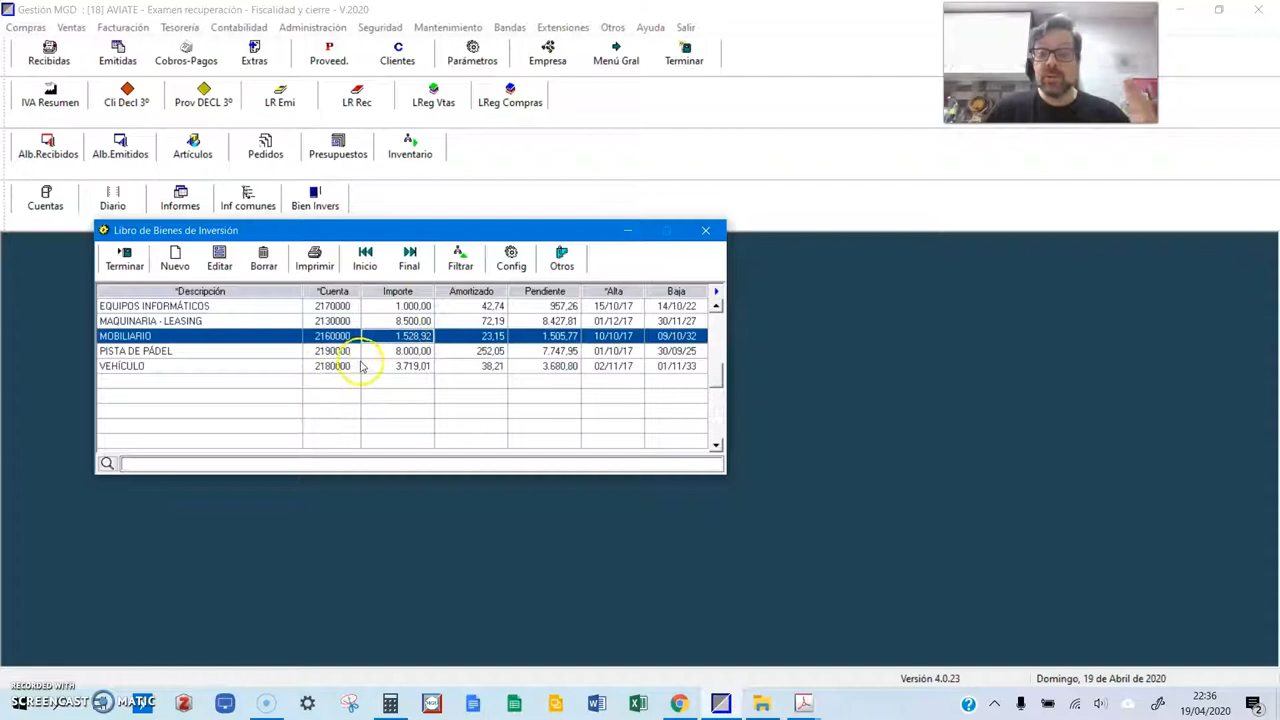 Gestión MGD : [18] AVIATE - Examen recuperación - Fiscalidad y cierre - V.2020
Compras Ventas Facturación Tesorería Contabilidad Administración Seguridad Mantenimiento Bandas Extensiones Otros Ayuda Salir
Recibidas Emitidas Cobros-Pagos Extras Proveed. Clientes Parámetros Empresa Menú Gral Terminar
IVA Resumen Cli Decl 3º Prov DECL 3º LR Emi LR Rec LReg Vtas LReg Compras
Alb.Recibidos Alb.Emitidos Artículos Pedidos Presupuestos Inventario
Cuentas Diario Informes Inf comunes Bien Invers
Libro de Bienes de Inversión
Terminar Nuevo Editar Borrar Imprimir Inicio Final Filtrar Config Otros
*Descripción *Cuenta Importe Amortizado Pendiente *Alta Baja
EQUIPOS INFORMÁTICOS 2170000 1.000,00 42,74 957,26 15/10/17 14/10/22
MAQUINARIA - LEASING 2130000 8.500,00 72,19 8.427,81 01/12/17 30/11/27
MOBILIARIO 2160000 1.528,92 23,15 1.505,77 10/10/17 09/10/32
PISTA DE PÁDEL 2190000 8.000,00 252,05 7.747,95 01/10/17 30/09/25
VEHÍCULO 2180000 3.719,01 38,21 3.680,80 02/11/17 01/11/33
Versión 4.0.23 Domingo, 19 de Abril de 2020
RECORDED WITH
SCREENCAST MATIC
22:36
19/04/2020
2